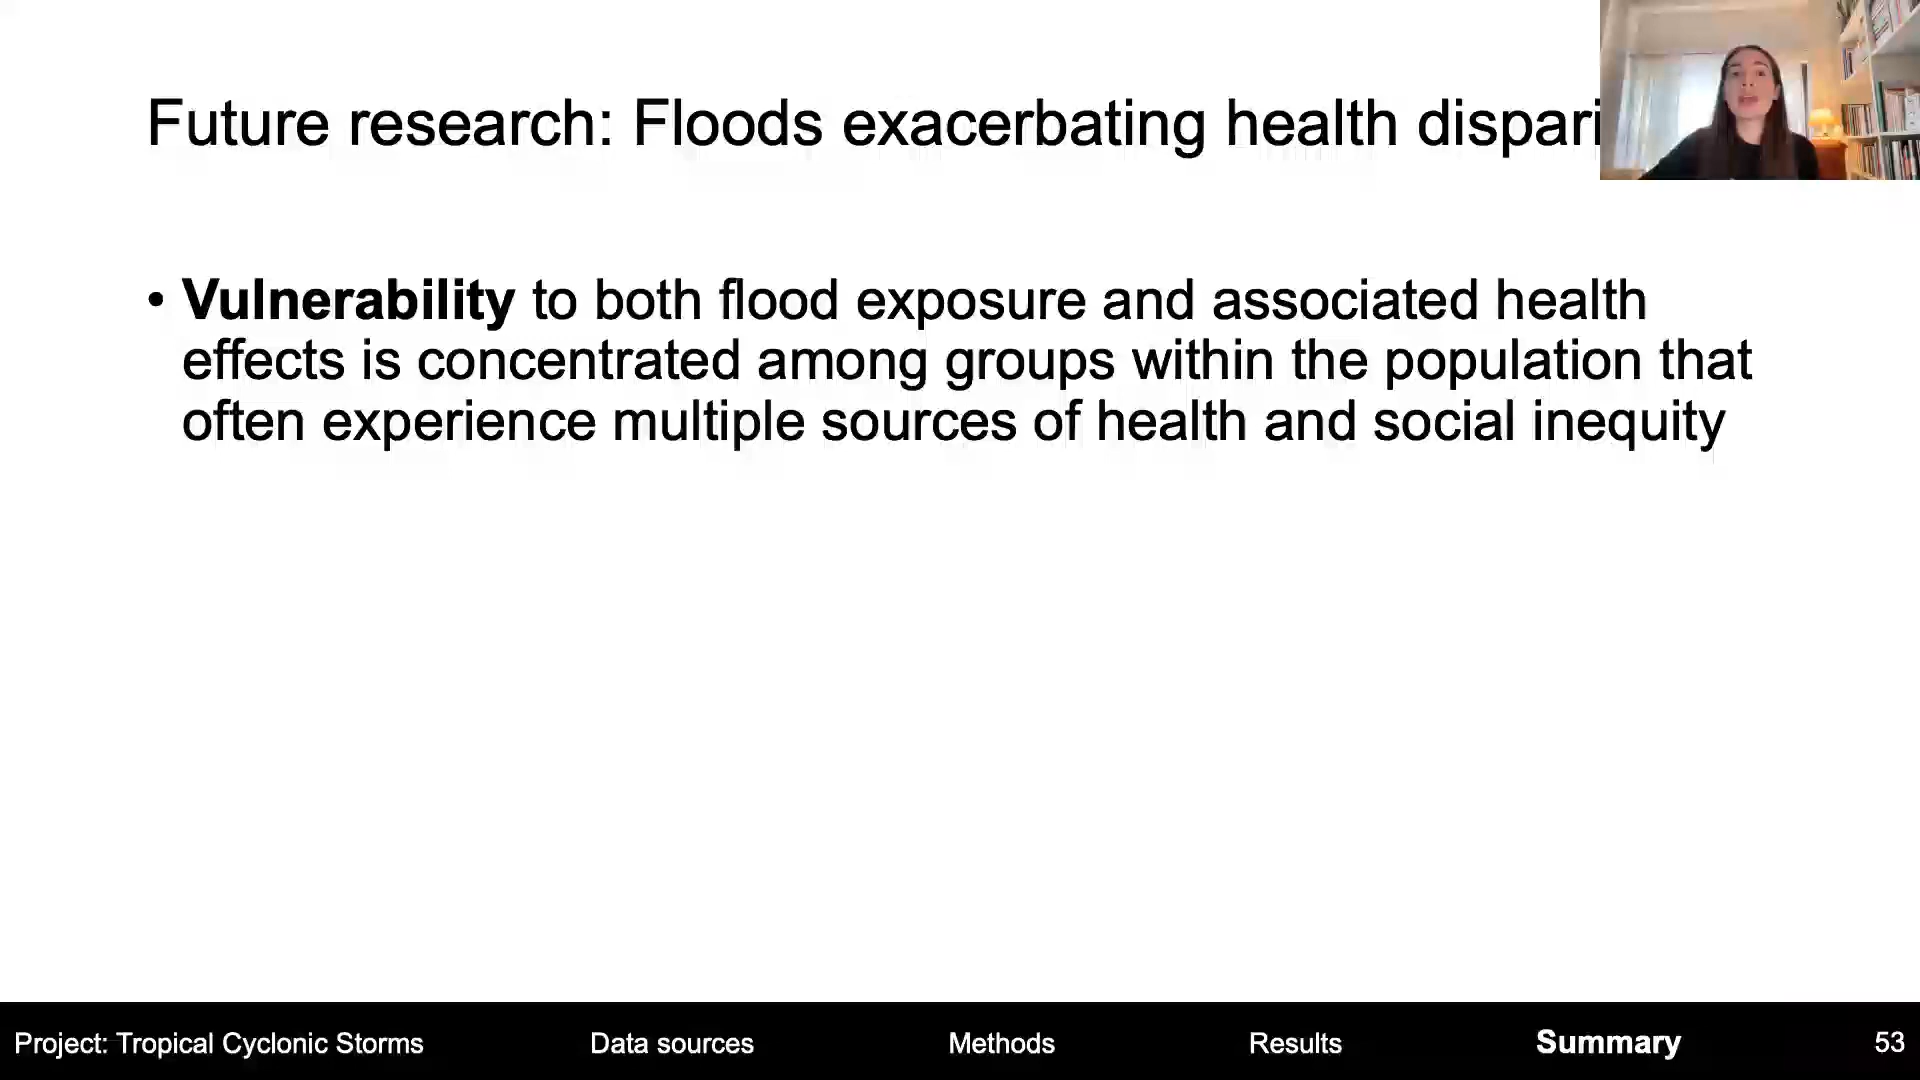 Future research: Floods exacerbating health
• Vulnerability to both flood exposure and associated health
effects is concentrated among groups within the population that
often experience multiple sources of health and social inequity
Project: Tropical Cyclonic Storms Data sources Methods Results Summary 53